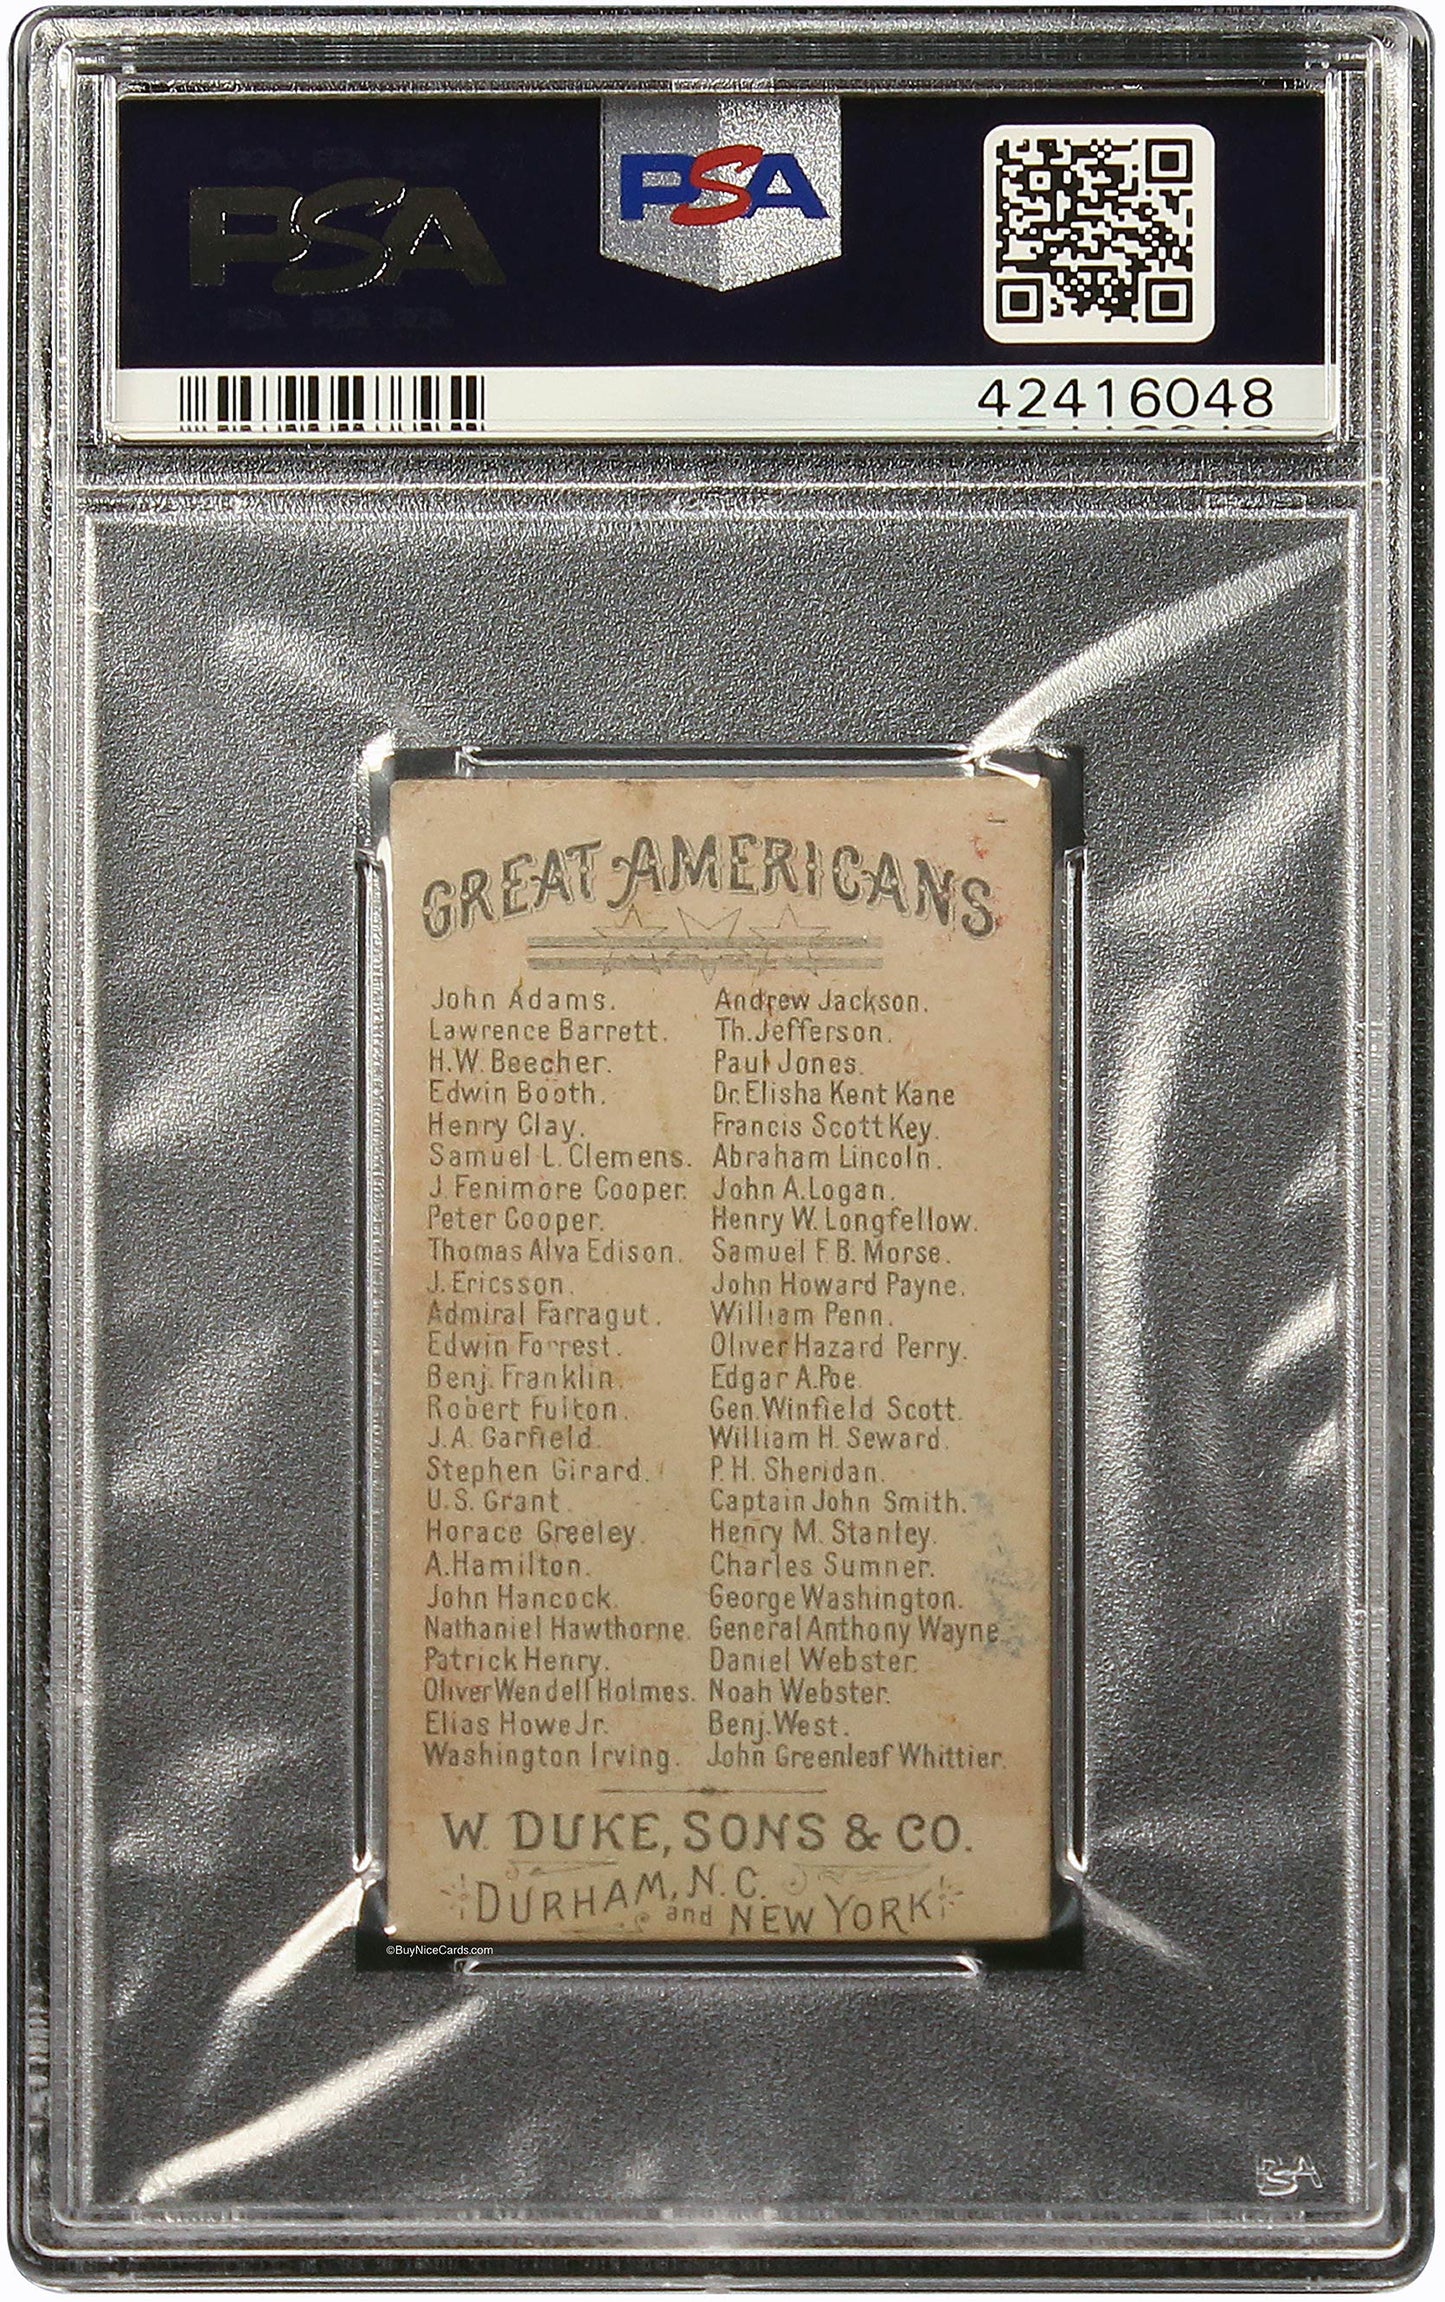 PSA
PSA
42416048
GREAT AMERICANS
John Adams.
Lawrence Barrett.
H.W. Beecher.
Edwin Booth.
Henry Clay.
Samuel L. Clemens.
J Fenimore Cooper.
Peter Cooper.
Thomas Alva Edison.
J. Ericsson.
Admiral Farragut.
Edwin Forrest.
Benj. Franklin.
Robert Fulton.
J.A. Garfield.
Stephen Girard.
U.S. Grant
Horace Greeley.
A. Hamilton.
John Hancock.
Nathaniel Hawthorne.
Patrick Henry.
Oliver Wendell Holmes.
Elias Howe Jr.
Washington Irving.
Andrew Jackson.
Th. Jefferson.
Paul Jones.
Dr. Elisha Kent Kane
Francis Scott Key.
Abraham Lincoln.
John A. Logan.
Henry W. Longfellow.
Samuel F. B. Morse.
John Howard Payne.
William Penn.
Oliver Hazard Perry.
Edgar A. Poe.
Gen. Winfield Scott.
William H. Seward.
P. H. Sheridan.
Captain John Smith.
Henry M. Stanley.
Charles Sumner.
George Washington.
General Anthony Wayne
Daniel Webster.
Noah Webster.
Benj. West.
John Greenleaf Whittier.
W. DUKE, SONS & CO.
DURHAM, N.C.
and NEW YORK
©BuyNiceCards.com
PSA